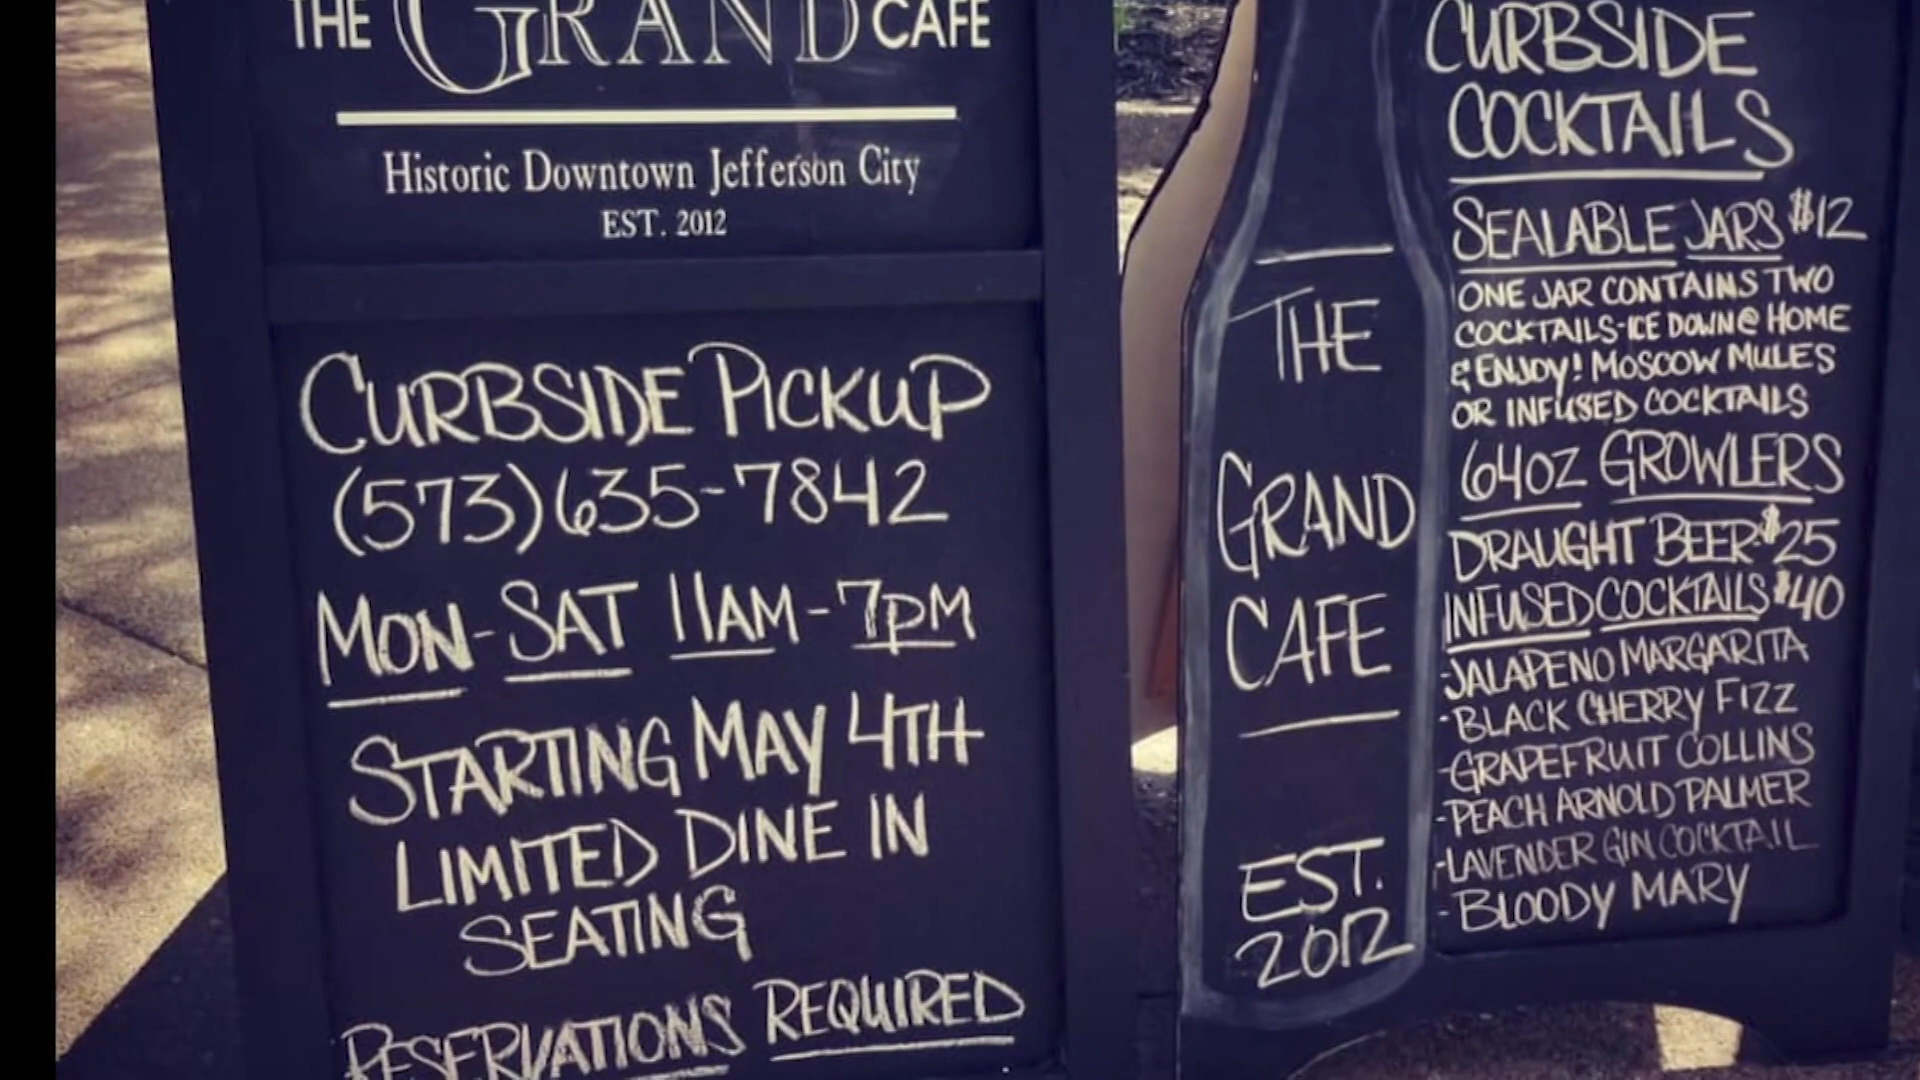 THE GRAND CAFE
Historic Downtown Jefferson City
EST. 2012
CURBSIDE PICKUP
(573)635-7842
MON-SAT 11AM-7PM
STARTING MAY 4TH
LIMITED DINE IN
SEATING
RESERVATIONS REQUIRED
THE
GRAND
CAFE
EST.
2012
CURBSIDE
COCKTAILS
SEALABLE JARS $12
ONE JAR CONTAINS TWO
COCKTAILS-ICE DOWN@ HOME
& ENJOY! MOSCOW MULES
OR INFUSED COCKTAILS
64OZ GROWLERS
DRAUGHT BEER-$25
INFUSED COCKTAILS $40
-JALAPENO MARGARITA
-BLACK CHERRY FIZZ
-GRAPEFRUIT COLLINS
-PEACH ARNOLD PALMER
-LAVENDER GIN COCKTAIL
-BLOODY MARY